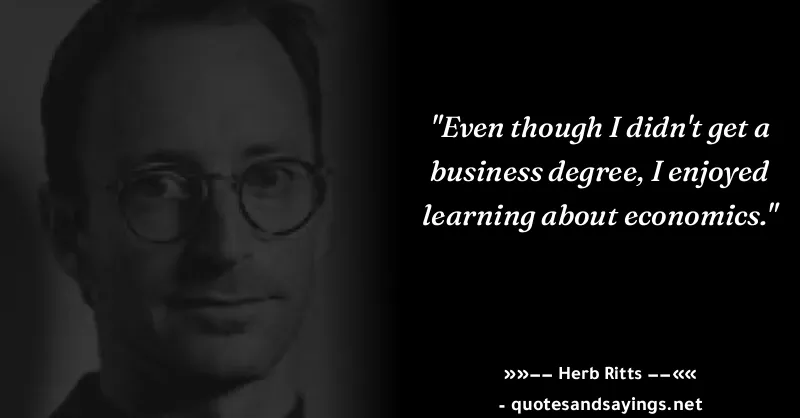 "Even though I didn't get a
business degree, I enjoyed
learning about economics."
»»−− Herb Ritts −−««
- quotesandsayings.net